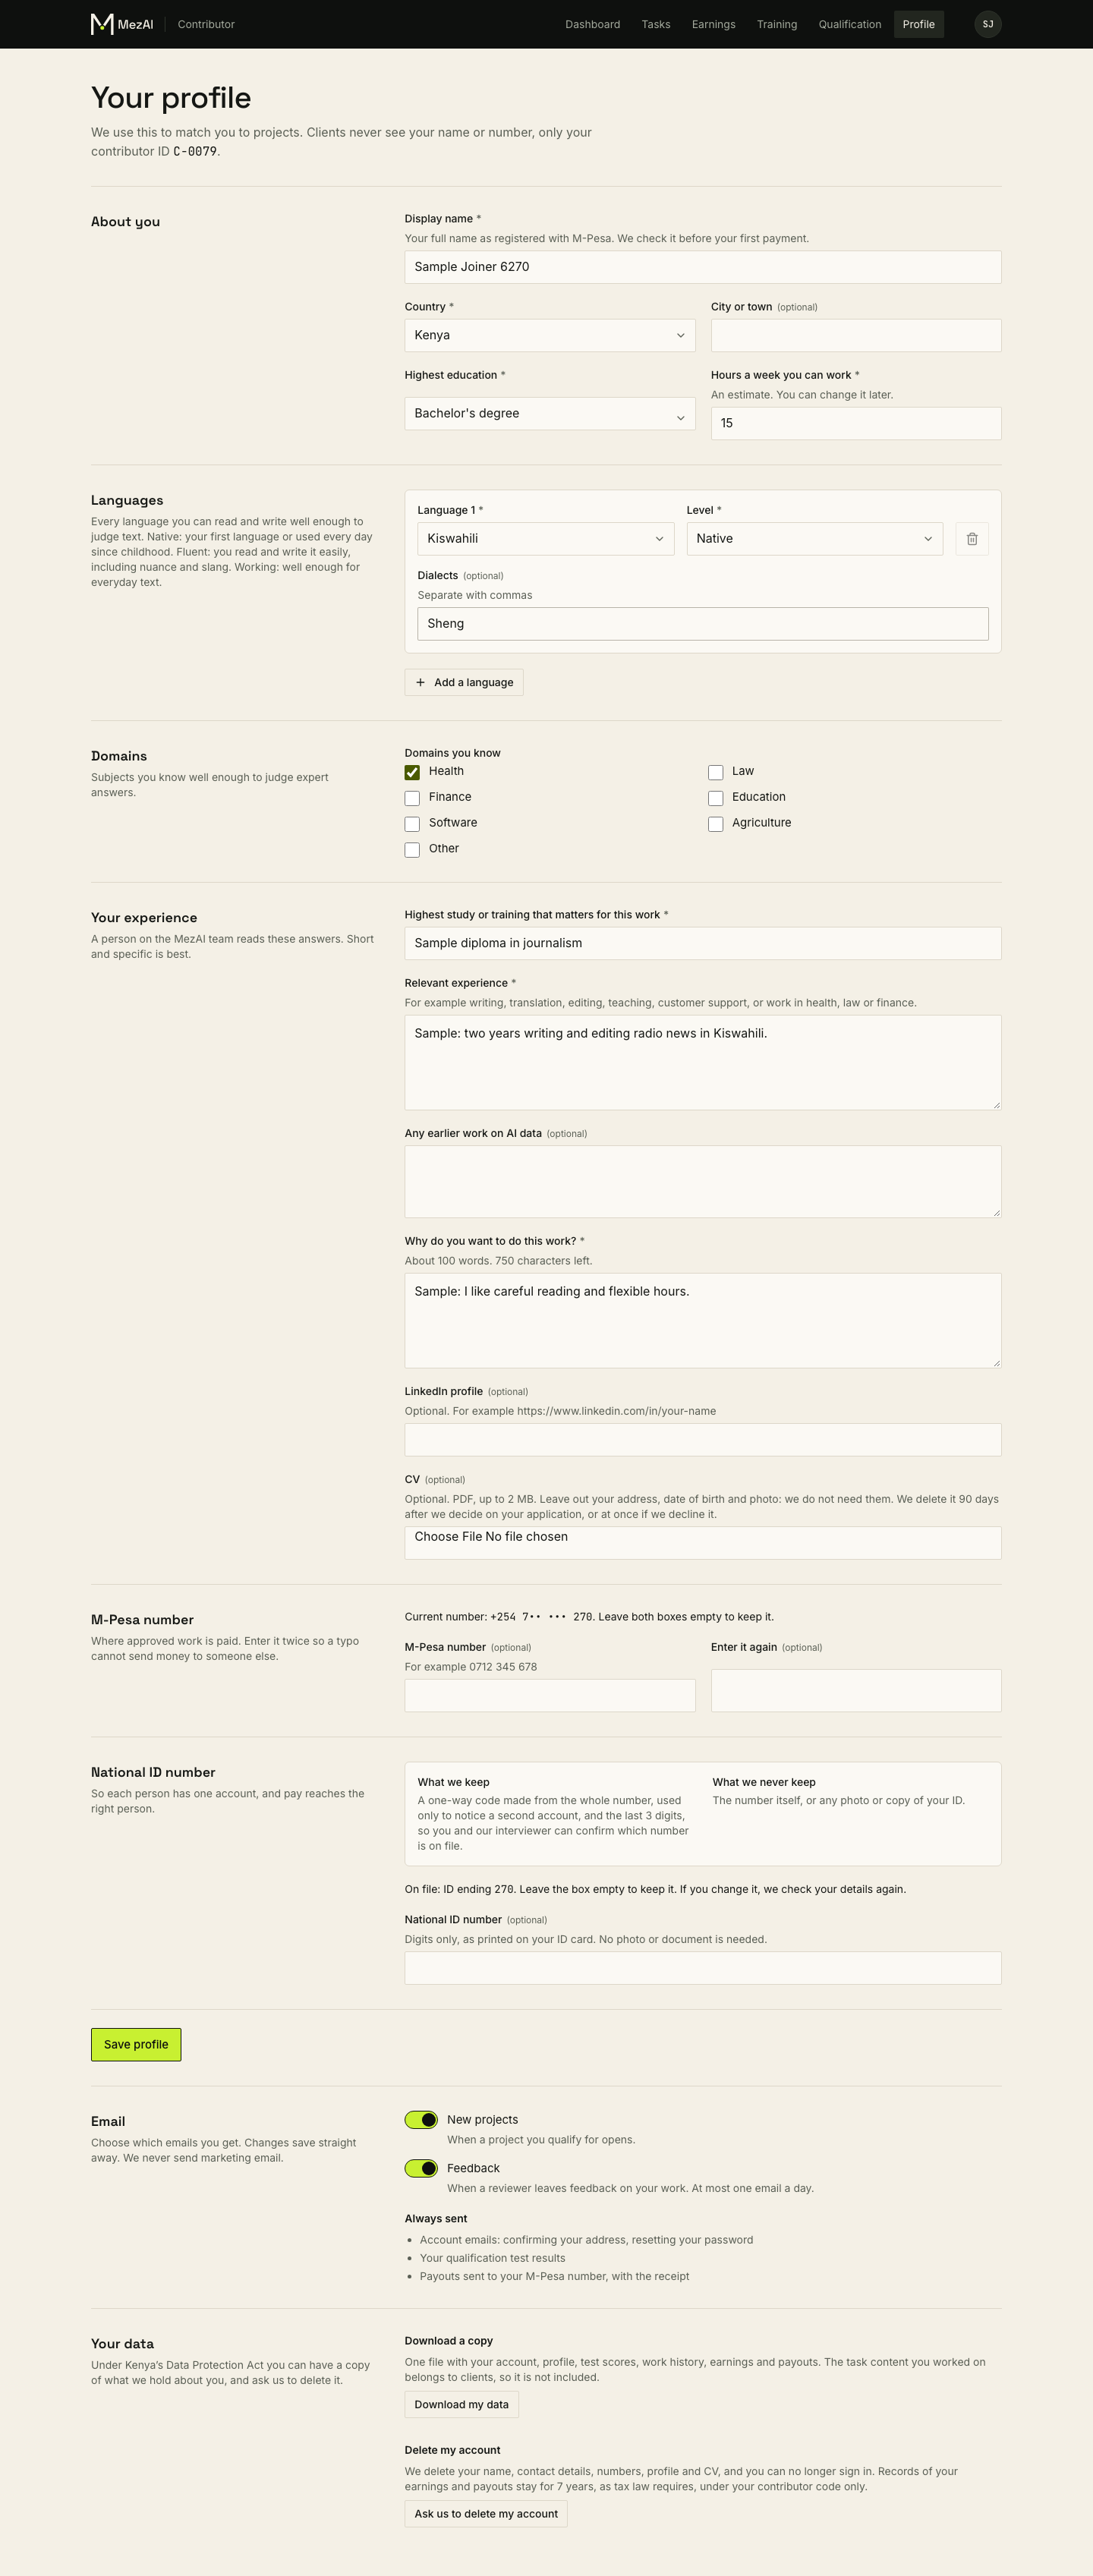 MezAI
Contributor
Dashboard
Tasks
Earnings
Training
Qualification
Profile
SJ
Your profile
We use this to match you to projects. Clients never see your name or number, only your
contributor ID C-0079.
About you
Display name *
Your full name as registered with M-Pesa. We check it before your first payment.
Sample Joiner 6270
Country *
Kenya
City or town (optional)
Highest education *
Bachelor's degree
Hours a week you can work *
An estimate. You can change it later.
15
Languages
Every language you can read and write well enough to
judge text. Native: your first language or used every day
since childhood. Fluent: you read and write it easily,
including nuance and slang. Working: well enough for
everyday text.
Language 1 *
Kiswahili
Level *
Native
Dialects (optional)
Separate with commas
Sheng
Add a language
Domains
Subjects you know well enough to judge expert
answers.
Domains you know
Health
Law
Finance
Education
Software
Agriculture
Other
Your experience
A person on the MezAI team reads these answers. Short
and specific is best.
Highest study or training that matters for this work *
Sample diploma in journalism
Relevant experience *
For example writing, translation, editing, teaching, customer support, or work in health, law or finance.
Sample: two years writing and editing radio news in Kiswahili.
Any earlier work on AI data (optional)
Why do you want to do this work? *
About 100 words. 750 characters left.
Sample: I like careful reading and flexible hours.
LinkedIn profile (optional)
Optional. For example https://www.linkedin.com/in/your-name
CV (optional)
Optional. PDF, up to 2 MB. Leave out your address, date of birth and photo: we do not need them. We delete it 90 days
after we decide on your application, or at once if we decline it.
Choose File No file chosen
M-Pesa number
Where approved work is paid. Enter it twice so a typo
cannot send money to someone else.
Current number: +254 7•• ••• 270. Leave both boxes empty to keep it.
M-Pesa number (optional)
For example 0712 345 678
Enter it again (optional)
National ID number
So each person has one account, and pay reaches the
right person.
What we keep
A one-way code made from the whole number, used
only to notice a second account, and the last 3 digits,
so you and our interviewer can confirm which number
is on file.
What we never keep
The number itself, or any photo or copy of your ID.
On file: ID ending 270. Leave the box empty to keep it. If you change it, we check your details again.
National ID number (optional)
Digits only, as printed on your ID card. No photo or document is needed.
Save profile
Email
Choose which emails you get. Changes save straight
away. We never send marketing email.
New projects
When a project you qualify for opens.
Feedback
When a reviewer leaves feedback on your work. At most one email a day.
Always sent
• Account emails: confirming your address, resetting your password
• Your qualification test results
• Payouts sent to your M-Pesa number, with the receipt
Your data
Under Kenya’s Data Protection Act you can have a copy
of what we hold about you, and ask us to delete it.
Download a copy
One file with your account, profile, test scores, work history, earnings and payouts. The task content you worked on
belongs to clients, so it is not included.
Download my data
Delete my account
We delete your name, contact details, numbers, profile and CV, and you can no longer sign in. Records of your
earnings and payouts stay for 7 years, as tax law requires, under your contributor code only.
Ask us to delete my account